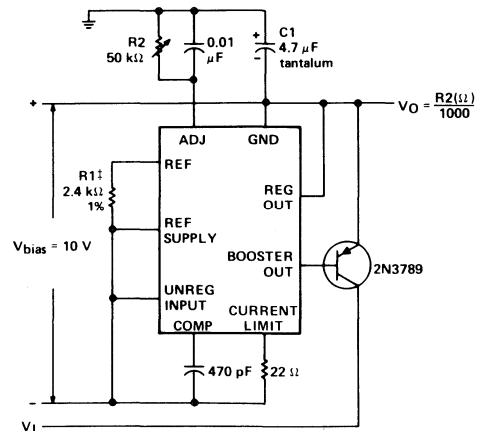 R2
50 kΩ
0.01
μF
+
C1
4.7 μF
tantalum
−
+
VO = R2(Ω)
1000
ADJ
GND
REF
R1‡
2.4 kΩ
1%
REG
OUT
REF
SUPPLY
Vbias = 10 V
BOOSTER
OUT
2N3789
UNREG
INPUT
CURRENT
LIMIT
COMP
470 pF
22 Ω
−
VI